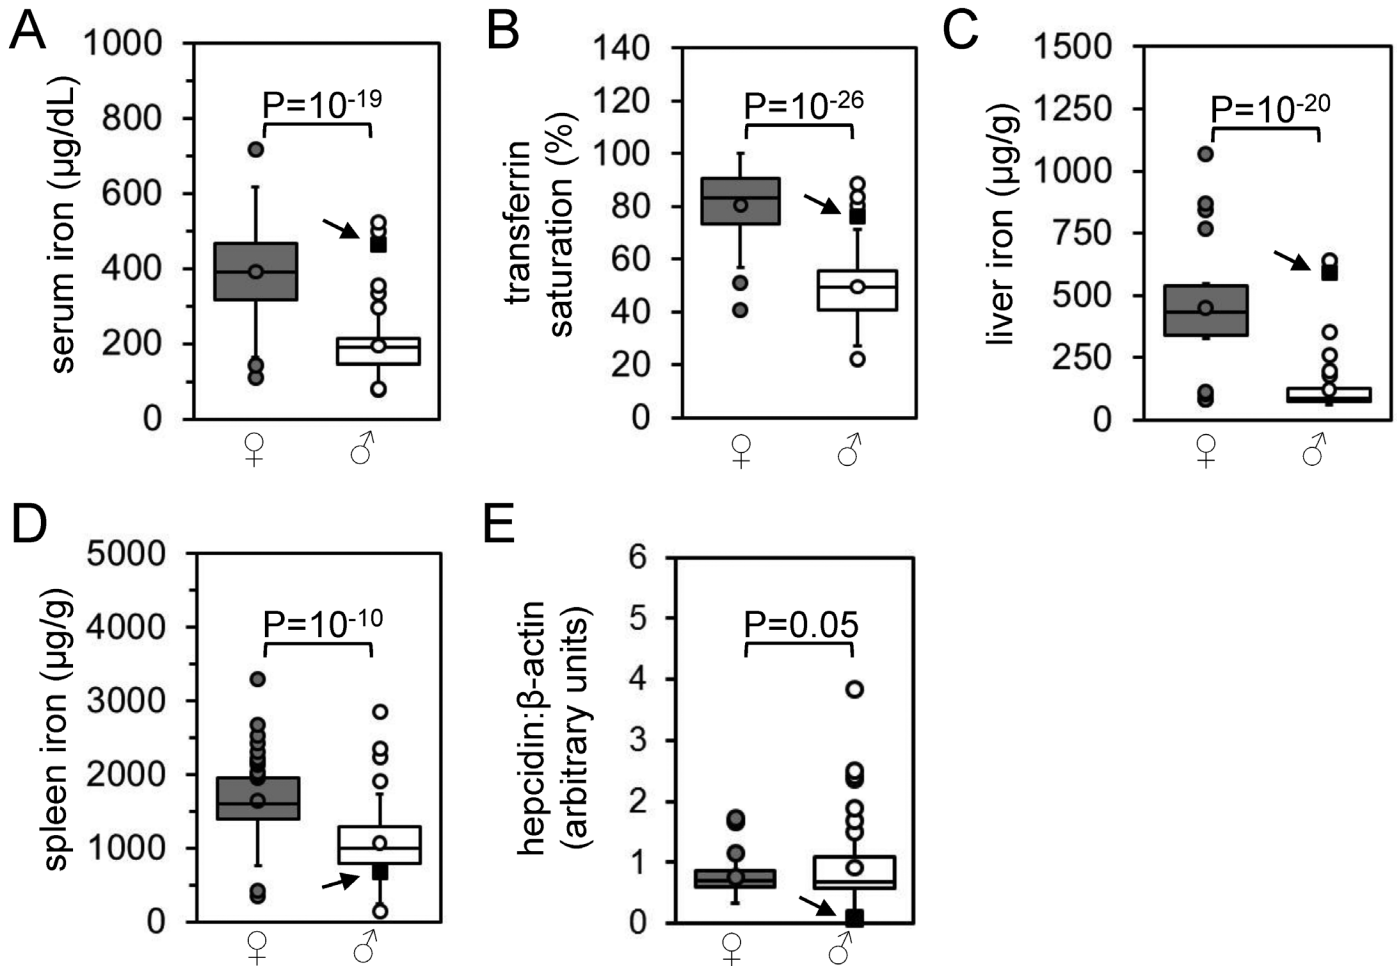 A
serum iron (µg/dL)
1000
800
600
400
200
0
P=10-19
♀ ♂
B
transferrin
saturation (%)
140
120
100
80
60
40
20
0
P=10-26
♀ ♂
C
liver iron (µg/g)
1500
1250
1000
750
500
250
0
P=10-20
♀ ♂
D
spleen iron (µg/g)
5000
4000
3000
2000
1000
0
P=10-10
♀ ♂
E
hepcidin:β-actin
(arbitrary units)
6
5
4
3
2
1
0
P=0.05
♀ ♂